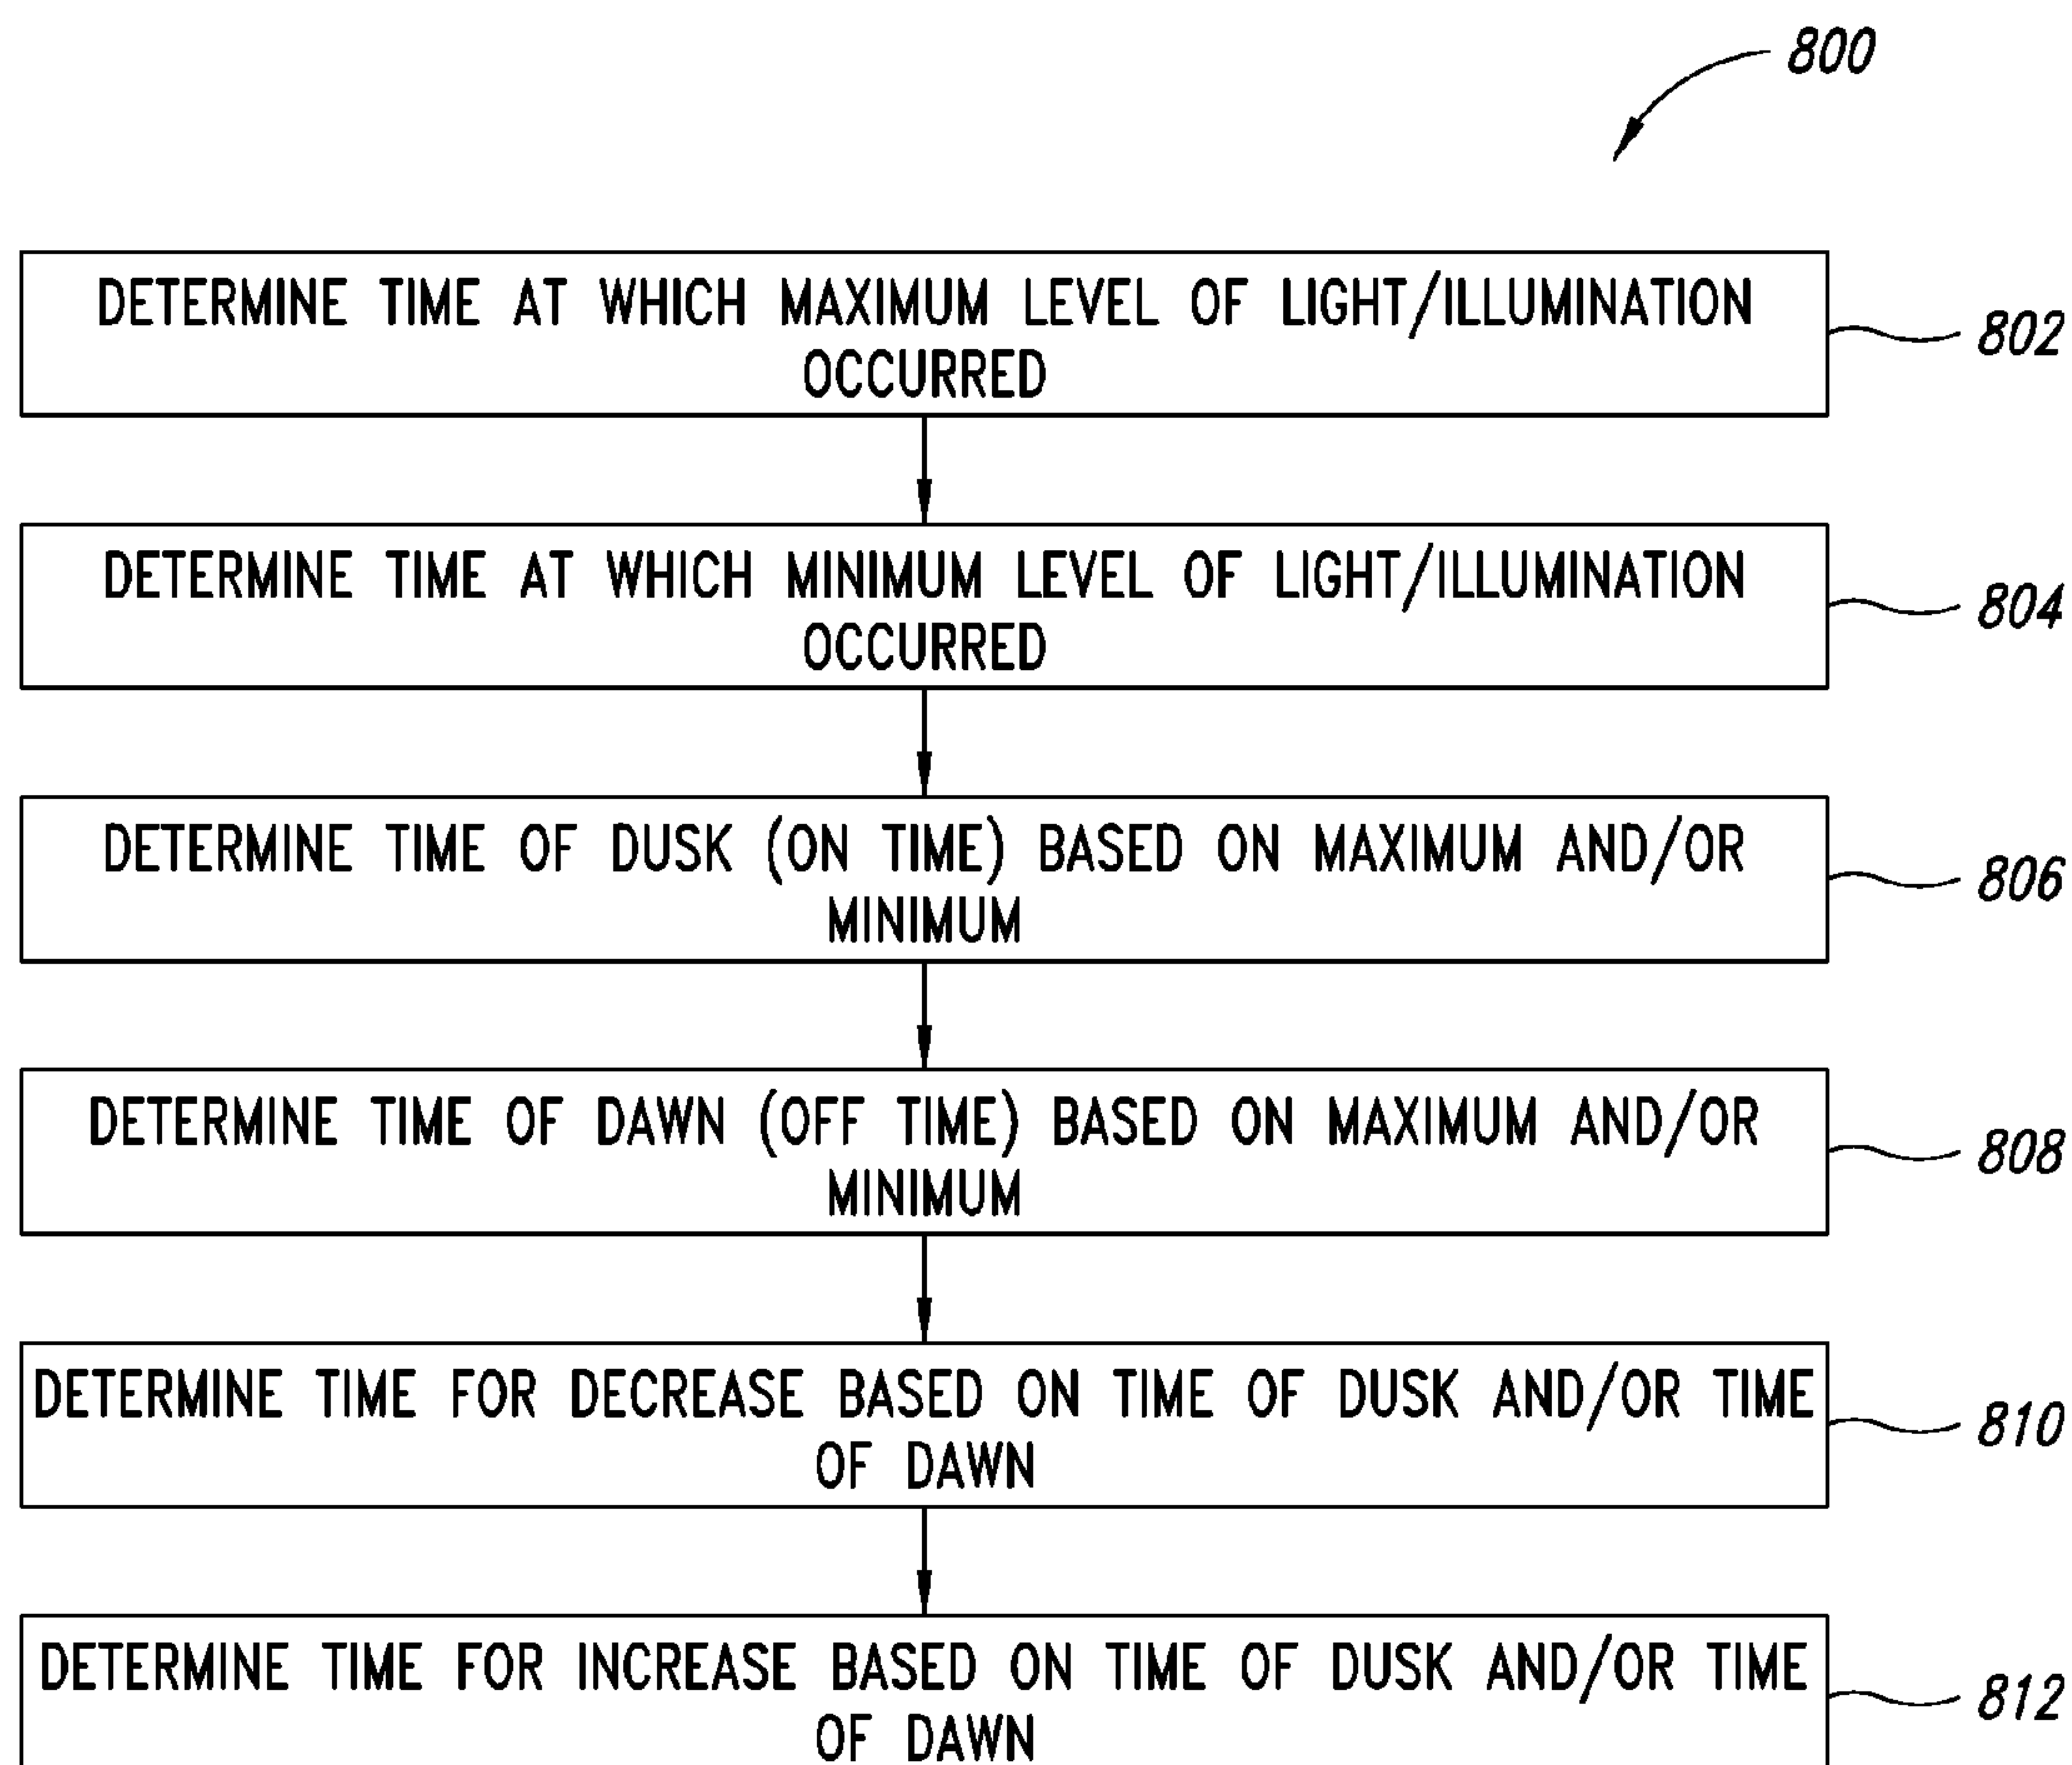 800
DETERMINE TIME AT WHICH MAXIMUM LEVEL OF LIGHT/ILLUMINATION
OCCURRED
802
DETERMINE TIME AT WHICH MINIMUM LEVEL OF LIGHT/ILLUMINATION
OCCURRED
804
DETERMINE TIME OF DUSK (ON TIME) BASED ON MAXIMUM AND/OR
MINIMUM
806
DETERMINE TIME OF DAWN (OFF TIME) BASED ON MAXIMUM AND/OR
MINIMUM
808
DETERMINE TIME FOR DECREASE BASED ON TIME OF DUSK AND/OR TIME
OF DAWN
810
DETERMINE TIME FOR INCREASE BASED ON TIME OF DUSK AND/OR TIME
OF DAWN
812